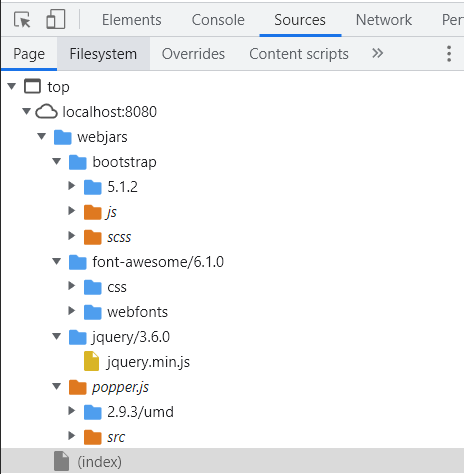 Elements Console Sources Network Per
Page Filesystem Overrides Content scripts »
top
localhost:8080
webjars
bootstrap
5.1.2
js
scss
font-awesome/6.1.0
css
webfonts
jquery/3.6.0
jquery.min.js
popper.js
2.9.3/umd
src
(index)